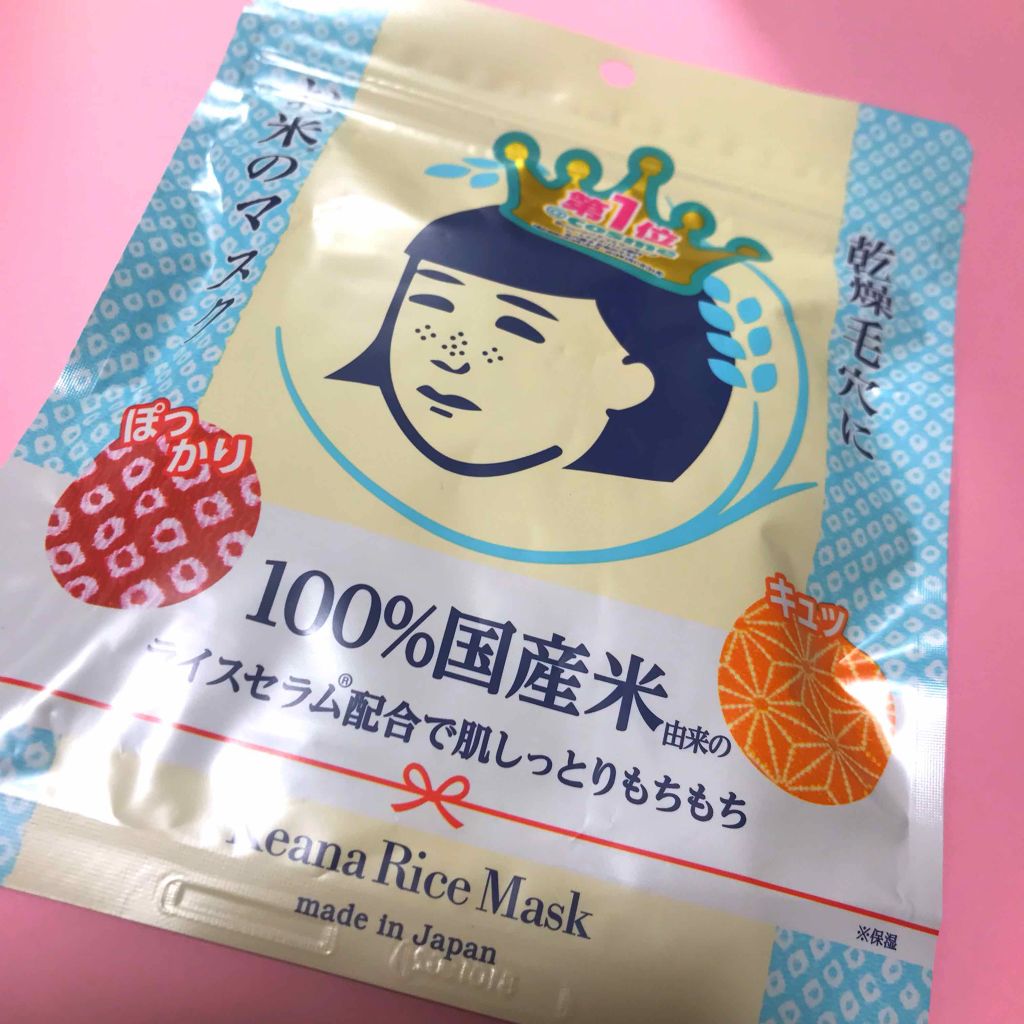 お米のマスク
第1位
@cosme
乾燥毛穴に
ぽっ
かり
キュッ
100%国産米由来の
ライスセラム®配合で肌しっとりもちもち
Keana Rice Mask
made in Japan
※保湿